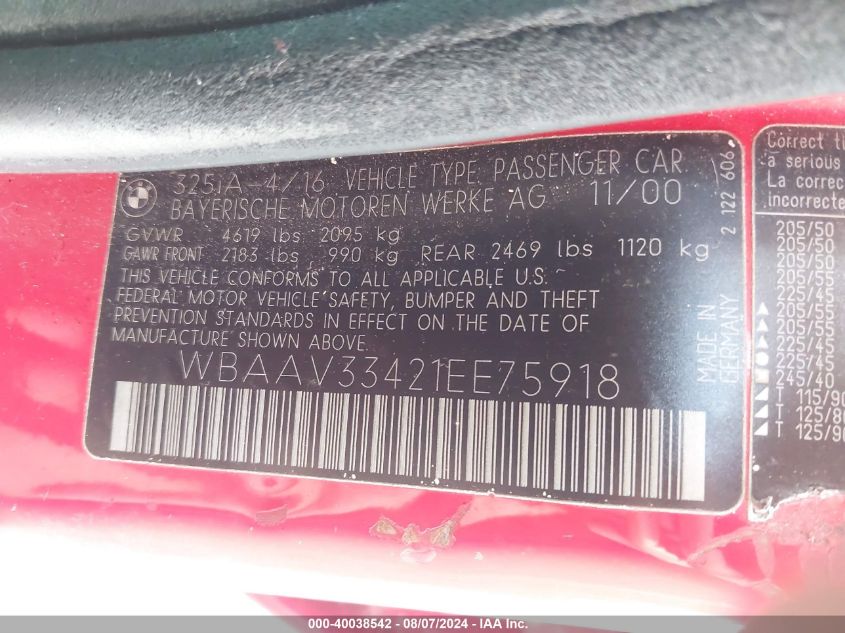 325iA-4/16 VEHICLE TYPE PASSENGER CAR
BAYERISCHE MOTOREN WERKE AG 11/00
GVWR 4619 lbs 2095 kg
GAWR FRONT 2183 lbs 990 kg REAR 2469 lbs 1120 kg
THIS VEHICLE CONFORMS TO ALL APPLICABLE U.S.
FEDERAL MOTOR VEHICLE SAFETY, BUMPER AND THEFT
PREVENTION STANDARDS IN EFFECT ON THE DATE OF
MANUFACTURE SHOWN ABOVE.
WBAAV33421EE75918
2 122 606
MADE IN GERMANY
Correct
a serious
La correc
incorrecte
205/50
205/50
205/50
205/55
225/45
205/55
205/55
225/45
225/45
245/40
T 115/90
T 125/80
T 125/90
000-40038542 - 08/07/2024 - IAAI Inc.